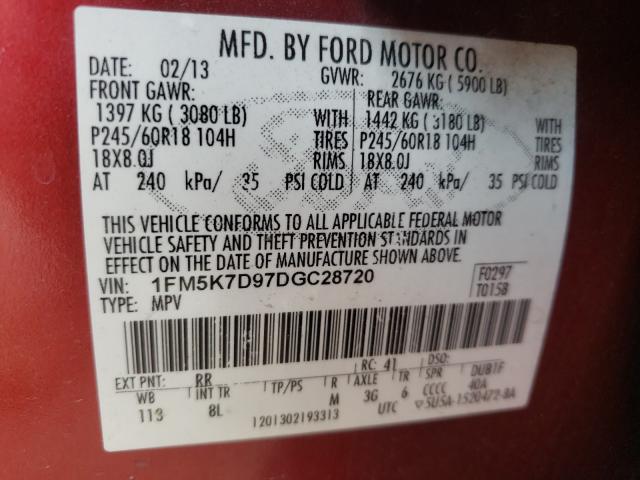 MFD. BY FORD MOTOR CO.
DATE: 02/13 GVWR: 2676 KG (5900 LB)
FRONT GAWR: REAR GAWR:
1397 KG (3080 LB) WITH 1442 KG (3180 LB) WITH
P245/60R18 104H TIRES P245/60R18 104H TIRES
18X8.0J RIMS 18X8.0J RIMS
AT 240 kPa/ 35 PSI COLD AT 240 kPa/ 35 PSI COLD
THIS VEHICLE CONFORMS TO ALL APPLICABLE FEDERAL MOTOR
VEHICLE SAFETY AND THEFT PREVENTION STANDARDS IN
EFFECT ON THE DATE OF MANUFACTURE SHOWN ABOVE.
VIN: 1FM5K7D97DGC28720 F0297
TYPE: MPV T015B
EXT PNT: RR RC: 41 DSO:
WB INT TR TP/PS R AXLE TR SPR DUB1F
113 8L M 3G 6 CCCC 40A
1201302193313 UTC 5U5A-1520472-BA